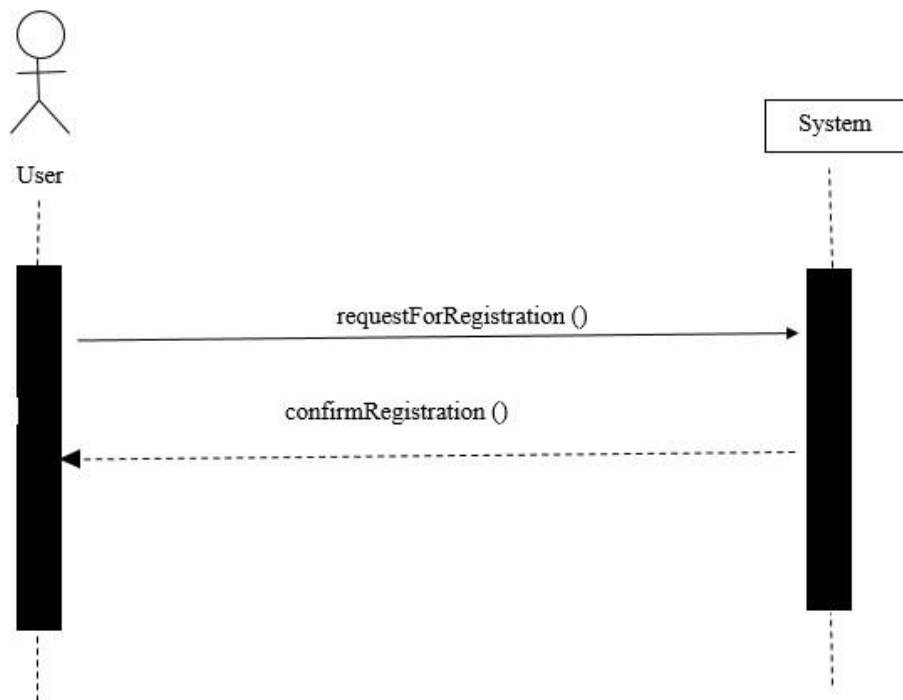 System
User
requestForRegistration ()
confirmRegistration ()